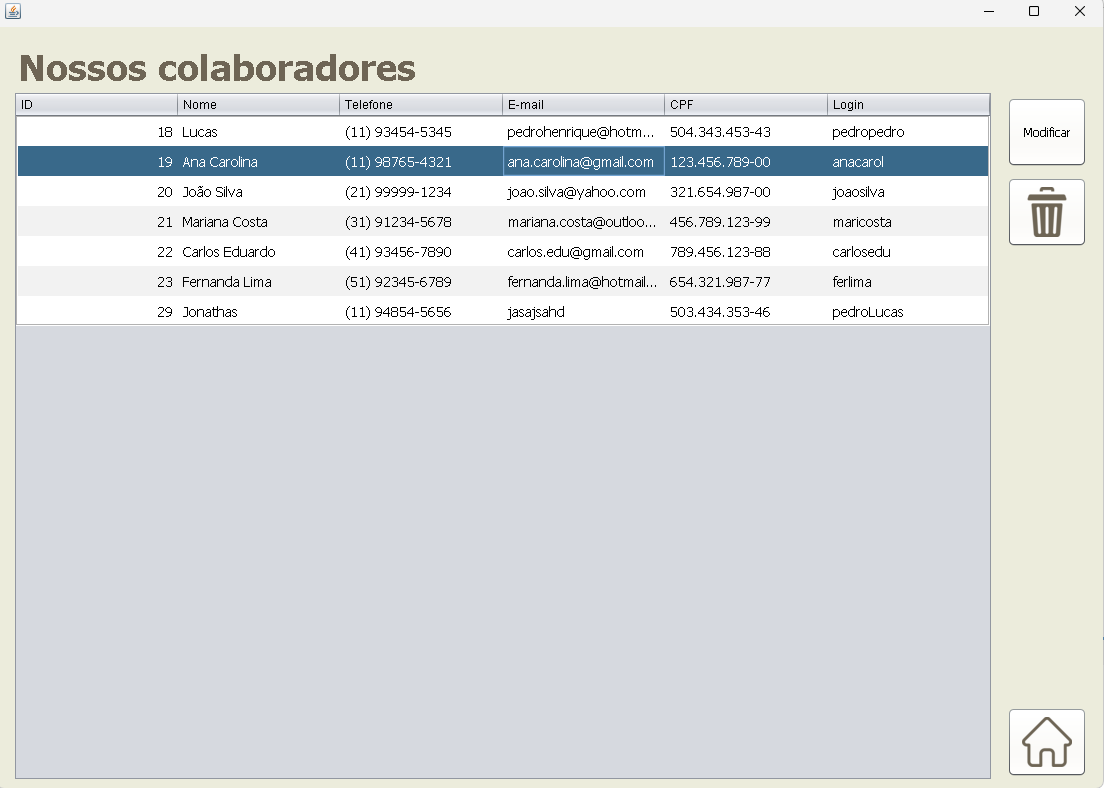 Nossos colaboradores
ID Nome Telefone E-mail CPF Login
18 Lucas (11) 93454-5345 pedrohenrique@hotm... 504.343.453-43 pedropedro
19 Ana Carolina (11) 98765-4321 ana.carolina@gmail.com 123.456.789-00 anacarol
20 João Silva (21) 99999-1234 joao.silva@yahoo.com 321.654.987-00 joaosilva
21 Mariana Costa (31) 91234-5678 mariana.costa@outloo... 456.789.123-99 maricosta
22 Carlos Eduardo (41) 93456-7890 carlos.edu@gmail.com 789.456.123-88 carlosedu
23 Fernanda Lima (51) 92345-6789 fernanda.lima@hotmail... 654.321.987-77 ferlima
29 Jonathas (11) 94854-5656 jasajsahd 503.434.353-46 pedroLucas
Modificar